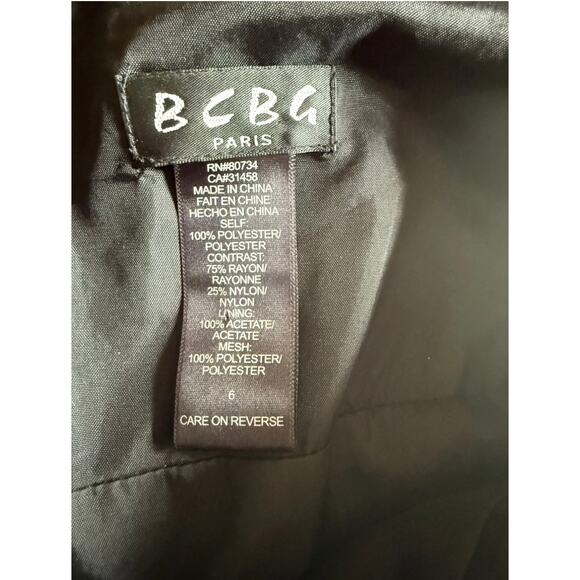 BCBG
PARIS
RN#80734
CA#31458
MADE IN CHINA
FAIT EN CHINE
HECHO EN CHINA
SELF:
100% POLYESTER/
POLYESTER
CONTRAST:
75% RAYON/
RAYONNE
25% NYLON/
NYLON
LINING:
100% ACETATE/
ACETATE
MESH:
100% POLYESTER/
POLYESTER
6
CARE ON REVERSE